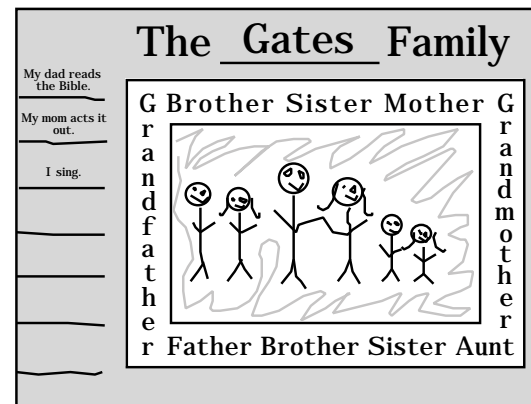 The Gates Family
My dad reads
the Bible.
My mom acts it
out.
I sing.
Brother Sister Mother
Grandfather
Grandmother
Father Brother Sister Aunt